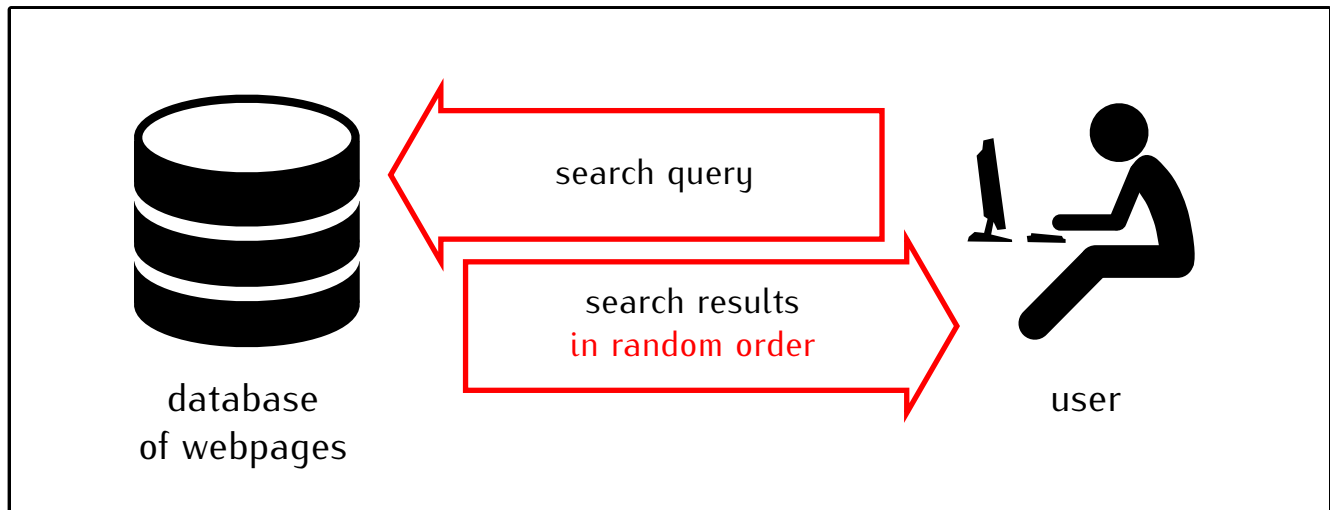 search query
search results
in random order
database
of webpages
user